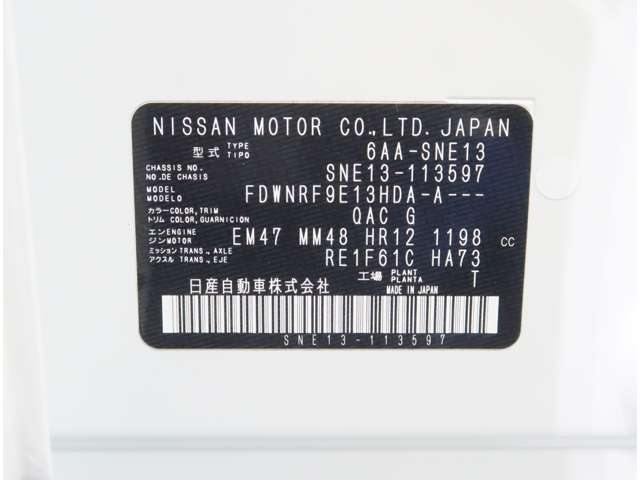 NISSAN MOTOR CO.,LTD. JAPAN
型式 TYPE TIPO 6AA-SNE13
CHASSIS NO. NO. DE CHASIS SNE13-113597
MODEL MODELO FDWNRF9E13HDA-A---
カラー COLOR, TRIM トリム COLOR, GUARNICION QAC G
エンジン ENGINE MOTOR EM47 MM48 HR12 1198 CC
ミッション TRANS., AXLE アクスル TRANS., EJE RE1F61C HA73
工場 PLANT PLANTA T
日産自動車株式会社 MADE IN JAPAN
SNE13-113597